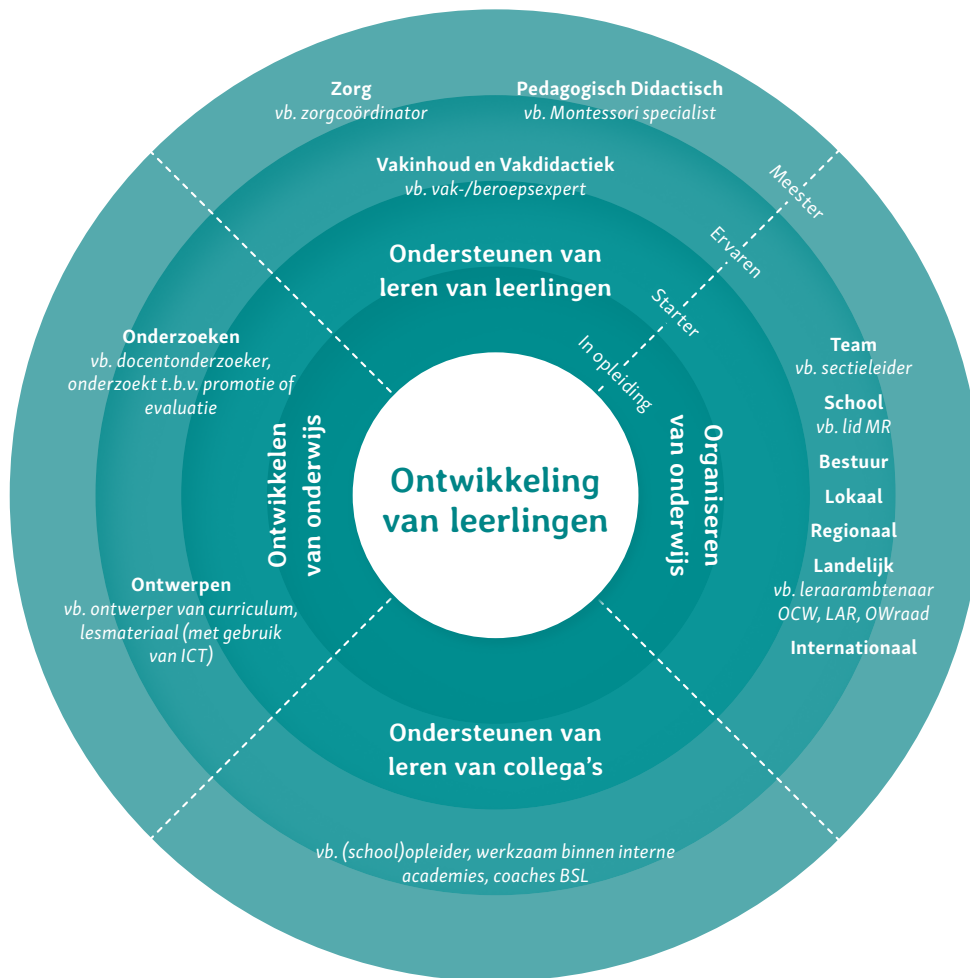 Zorg
vb. zorgcoördinator
Pedagogisch Didactisch
vb. Montessori specialist
Vakinhoud en Vakdidactiek
vb. vak-/beroepsexpert
Ondersteunen van
leren van leerlingen
Meester
Ervaren
Starter
In opleiding
Onderzoeken
vb. docentonderzoeker,
onderzoekt t.b.v. promotie of
evaluatie
Ontwerpen
vb. ontwerper van curriculum,
lesmateriaal (met gebruik
van ICT)
Ontwikkelen
van onderwijs
Ontwikkeling
van leerlingen
Organiseren
van onderwijs
Team
vb. sectieleider
School
vb. lid MR
Bestuur
Lokaal
Regionaal
Landelijk
vb. leraarambtenaar
OCW, LAR, OWraad
Internationaal
Ondersteunen van
leren van collega's
vb. (school)opleider, werkzaam binnen interne
academies, coaches BSL